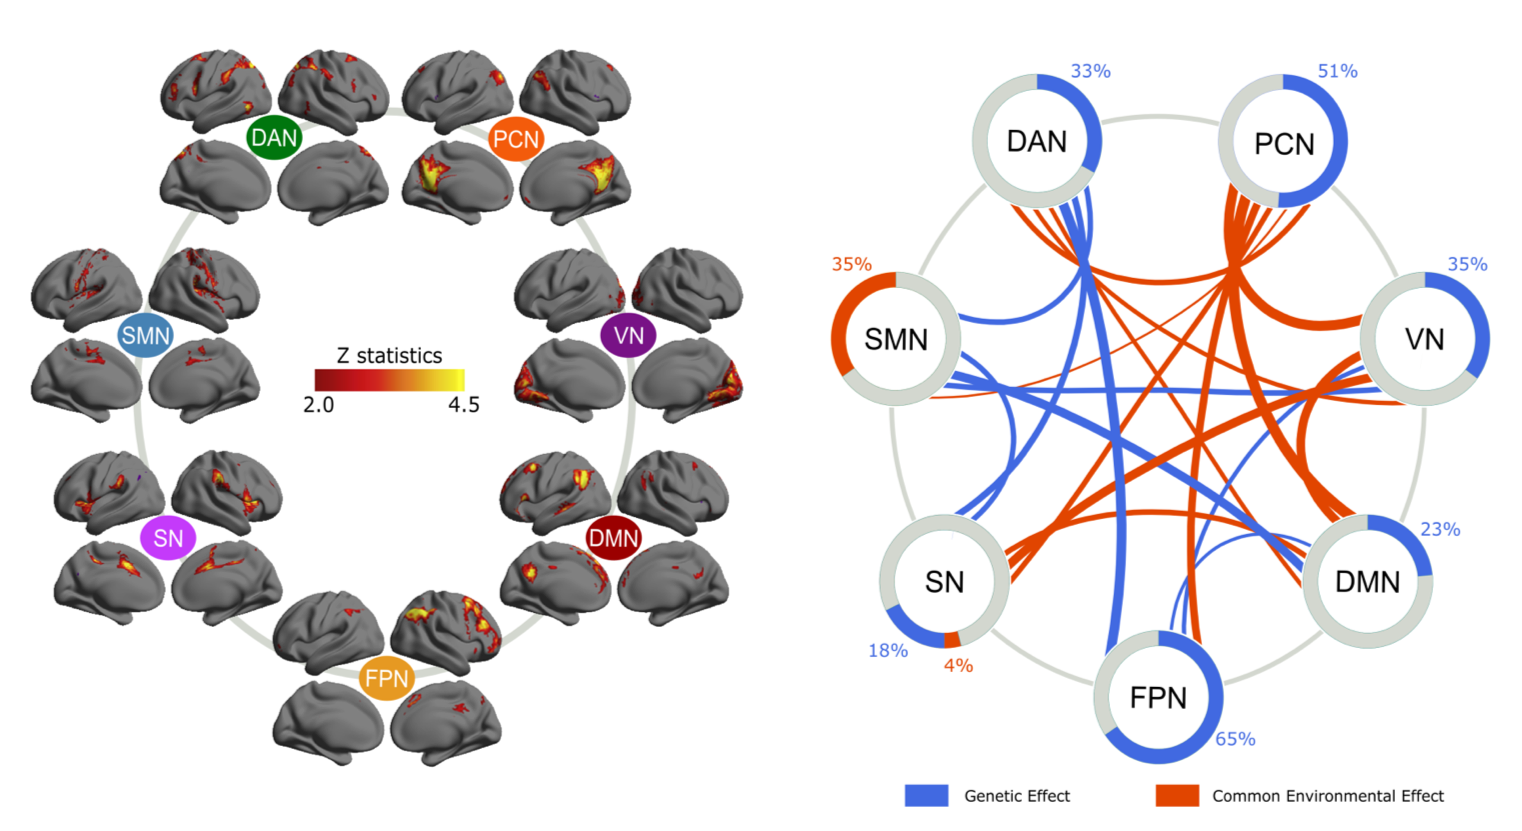 DAN
PCN
SMN
VN
Z statistics
2.0 4.5
SN
DMN
FPN
33%
51%
DAN
PCN
35%
35%
SMN
VN
23%
SN
DMN
18%
4%
FPN
65%
Genetic Effect
Common Environmental Effect